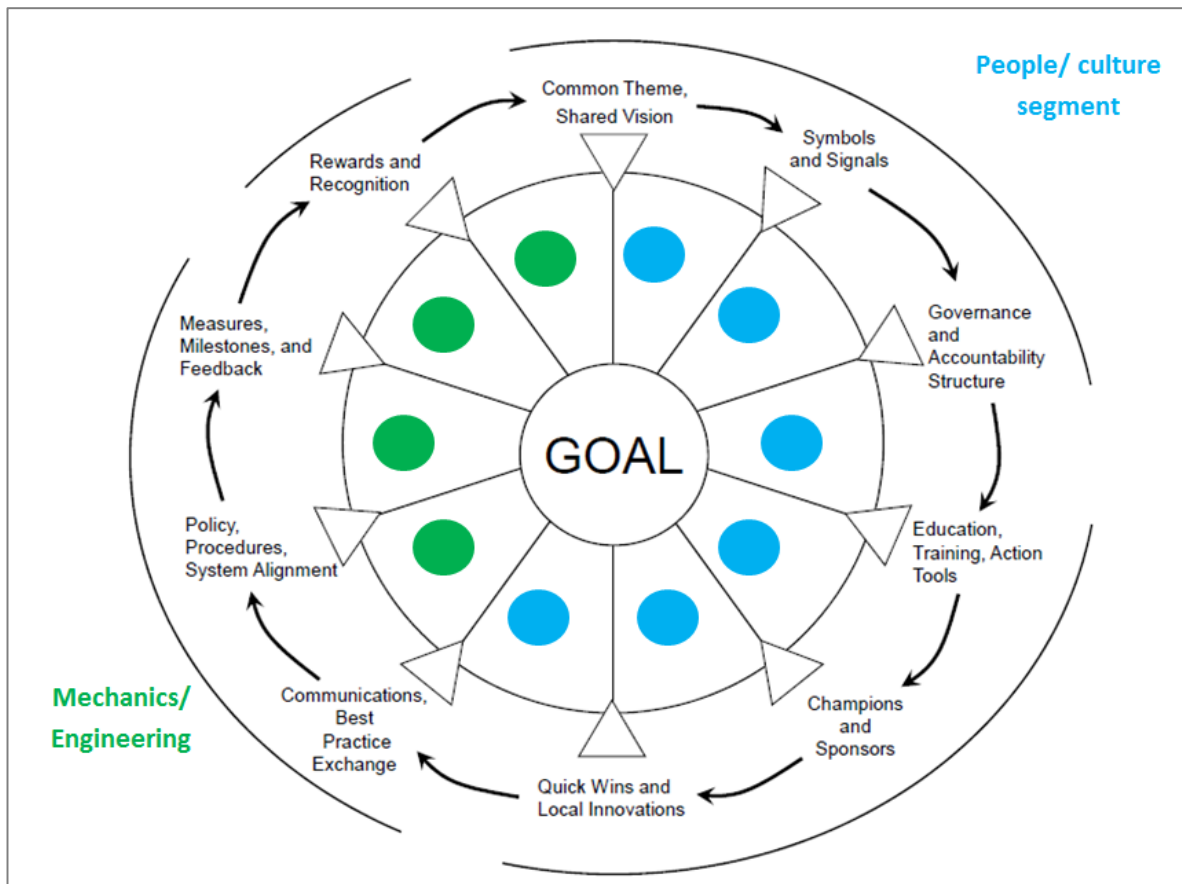 People/ culture
segment
Common Theme,
Shared Vision
Symbols
and Signals
Governance
and
Accountability
Structure
Education,
Training, Action
Tools
Champions
and
Sponsors
Quick Wins and
Local Innovations
Communications,
Best
Practice
Exchange
Policy,
Procedures,
System Alignment
Measures,
Milestones, and
Feedback
Rewards and
Recognition
GOAL
Mechanics/
Engineering